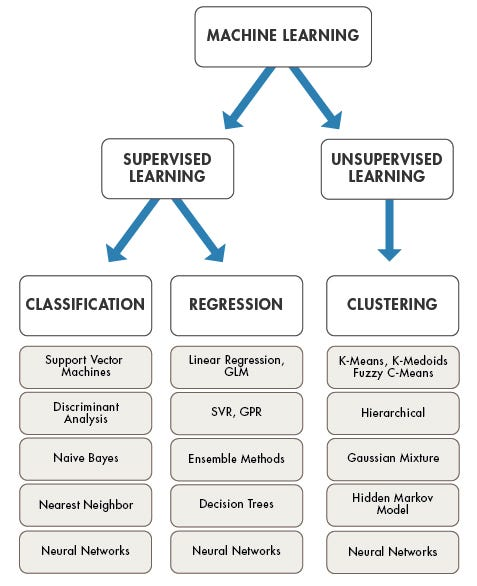 MACHINE LEARNING
SUPERVISED
LEARNING
UNSUPERVISED
LEARNING
CLASSIFICATION
REGRESSION
CLUSTERING
Support Vector
Machines
Linear Regression,
GLM
K-Means, K-Medoids
Fuzzy C-Means
Discriminant
Analysis
SVR, GPR
Hierarchical
Naive Bayes
Ensemble Methods
Gaussian Mixture
Nearest Neighbor
Decision Trees
Hidden Markov
Model
Neural Networks
Neural Networks
Neural Networks